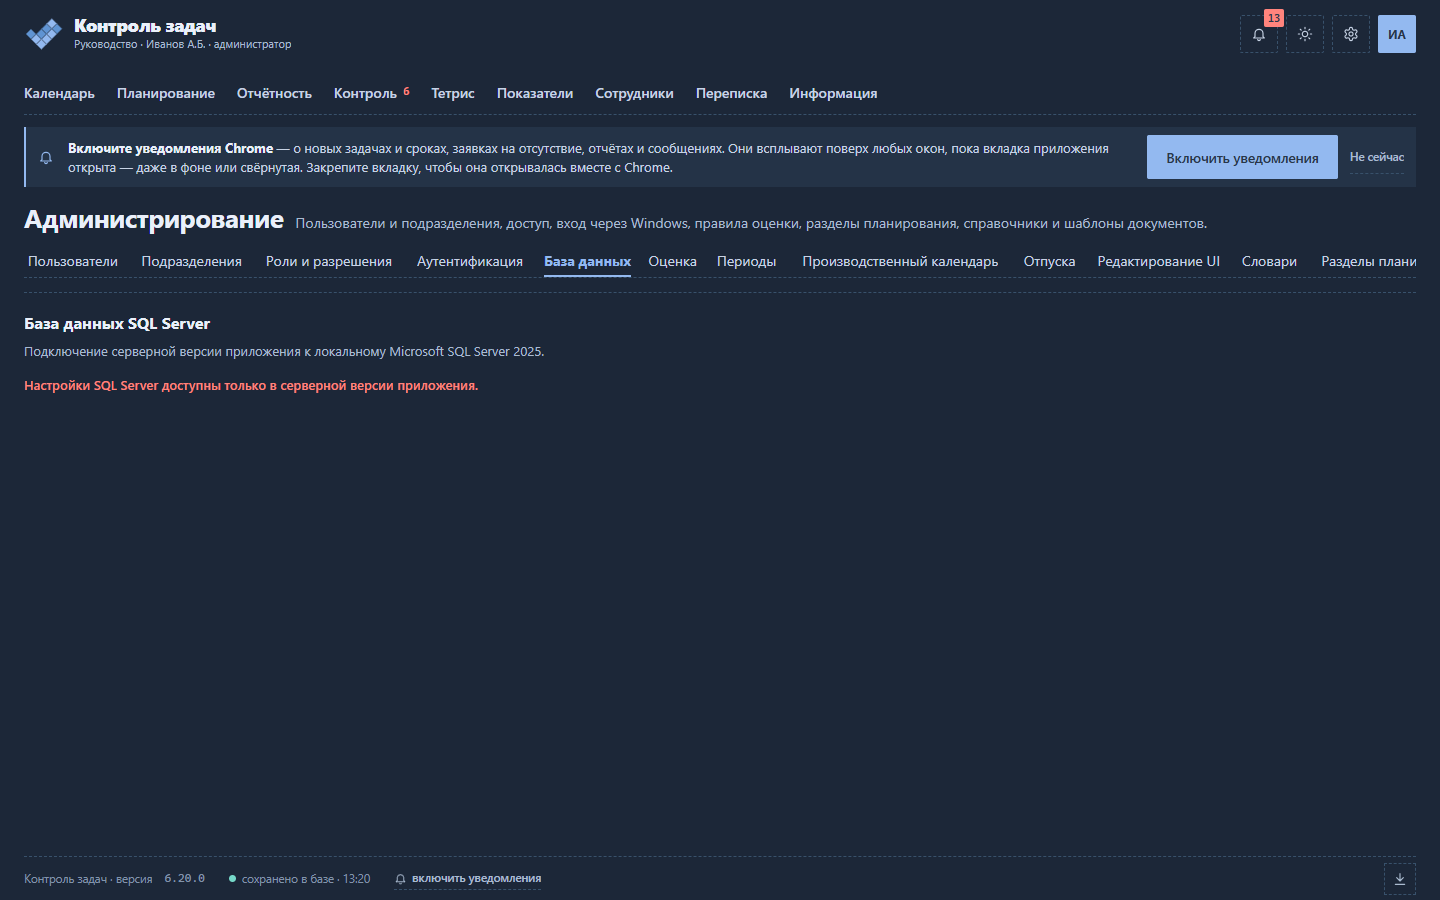 Контроль задач
Руководство · Иванов А.Б. · администратор
13
ИА
Календарь Планирование Отчётность Контроль 6 Тетрис Показатели Сотрудники Переписка Информация
Включите уведомления Chrome — о новых задачах и сроках, заявках на отсутствие, отчётах и сообщениях. Они всплывают поверх любых окон, пока вкладка приложения
открыта — даже в фоне или свёрнутая. Закрепите вкладку, чтобы она открывалась вместе с Chrome.
Включить уведомления
Не сейчас
Администрирование Пользователи и подразделения, доступ, вход через Windows, правила оценки, разделы планирования, справочники и шаблоны документов.
Пользователи Подразделения Роли и разрешения Аутентификация База данных Оценка Периоды Производственный календарь Отпуска Редактирование UI Словари Разделы плани
База данных SQL Server
Подключение серверной версии приложения к локальному Microsoft SQL Server 2025.
Настройки SQL Server доступны только в серверной версии приложения.
Контроль задач · версия 6.20.0 сохранено в базе · 13:20 включить уведомления